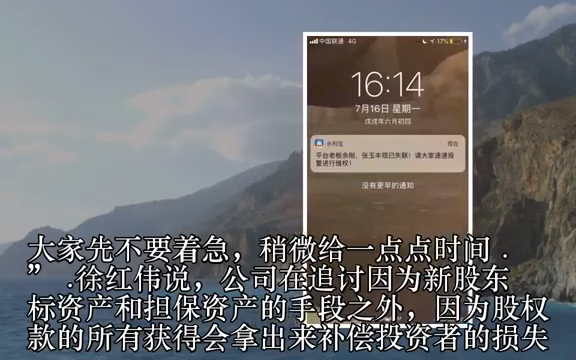 中国联通 4G 17%
16:14
7月16日 星期一
戊戌年六月初四
水利宝 现在
平台老板余刚，张玉丰现已失联！请大家速速报
警进行维权！
没有更早的通知
大家先不要着急，稍微给一点点时间 .
” .徐红伟说，公司在追讨因为新股东
标资产和担保资产的手段之外，因为股权
款的所有获得会拿出来补偿投资者的损失